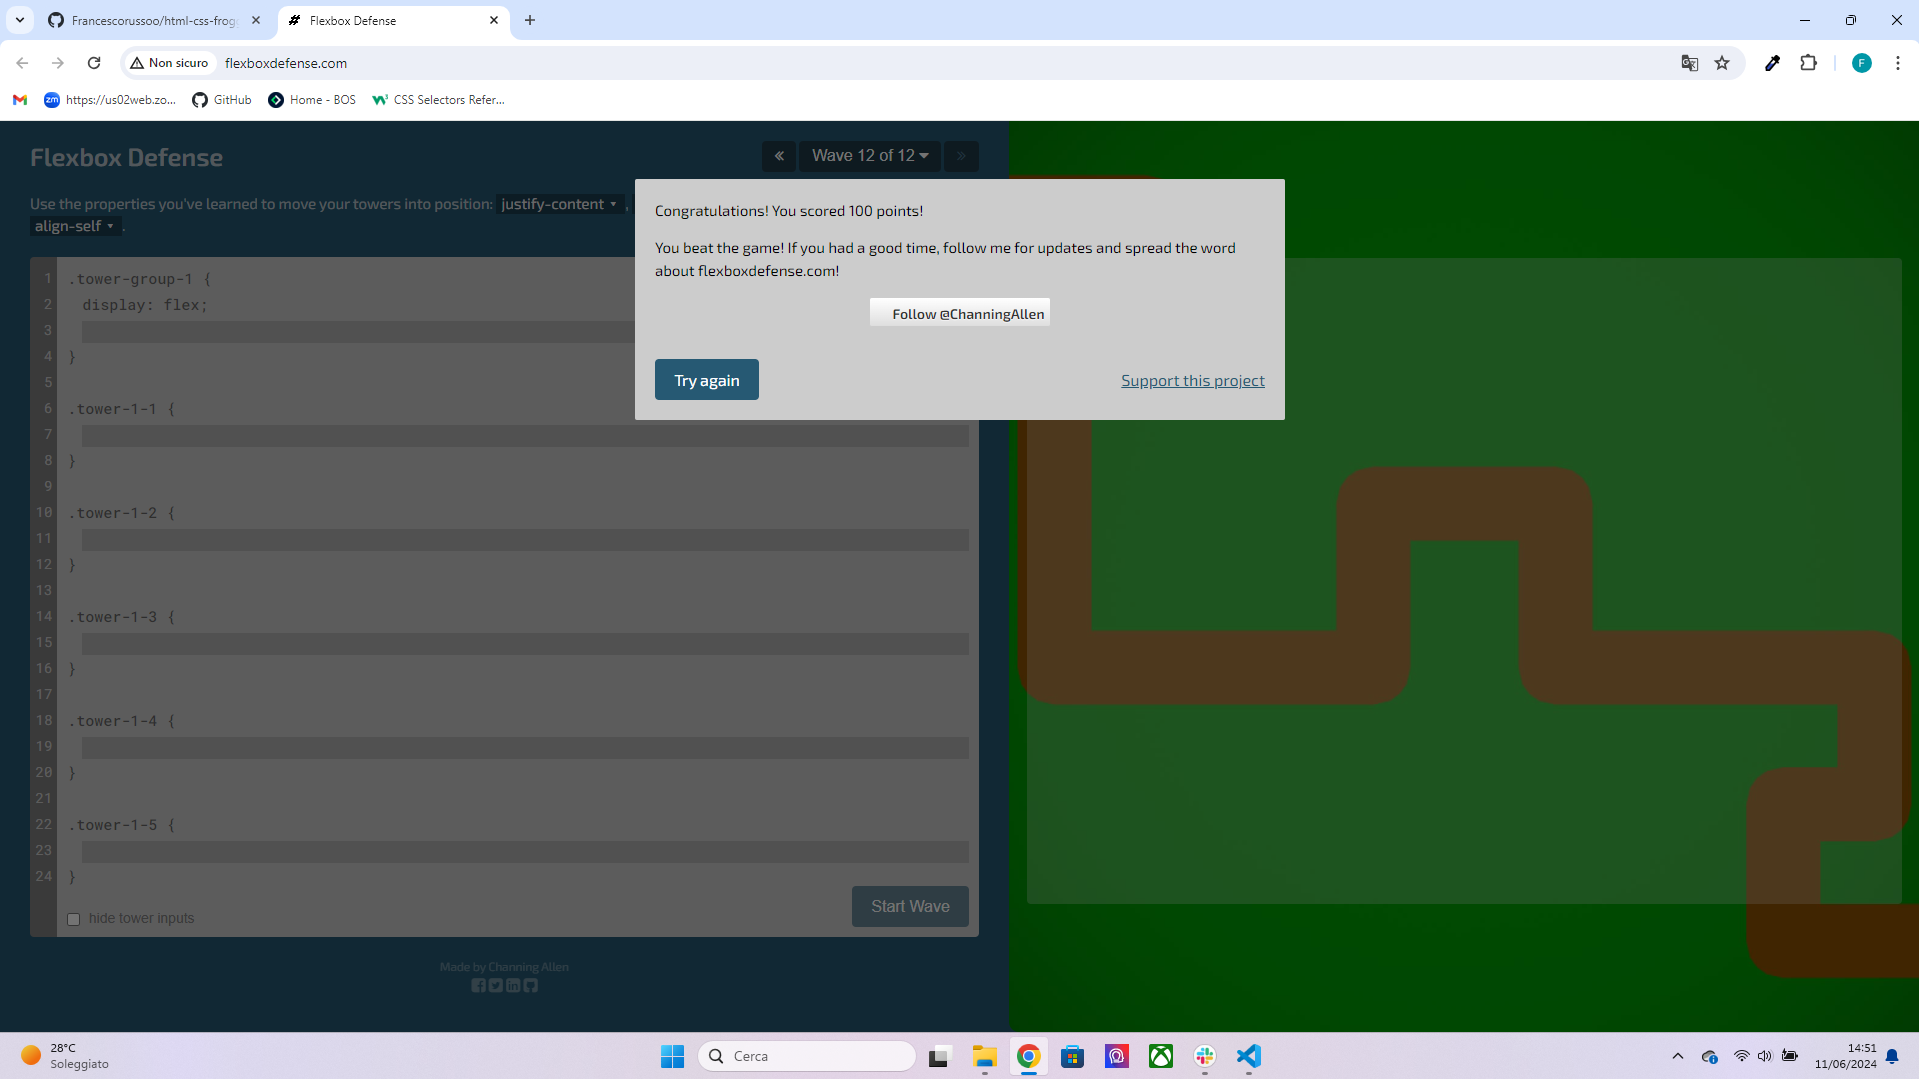 Francescorussoo/html-css-frog
Flexbox Defense
Non sicuro
flexboxdefense.com
F
https://us02web.zo...
GitHub
Home - BOS
CSS Selectors Refer...
Flexbox Defense
Wave 12 of 12
Use the properties you've learned to move your towers into position: justify-content ,
align-self .
Congratulations! You scored 100 points!
You beat the game! If you had a good time, follow me for updates and spread the word
about flexboxdefense.com!
Follow @ChanningAllen
Try again
Support this project
1 .tower-group-1 {
2 display: flex;
3
4 }
5
6 .tower-1-1 {
7
8 }
9
10 .tower-1-2 {
11
12 }
13
14 .tower-1-3 {
15
16 }
17
18 .tower-1-4 {
19
20 }
21
22 .tower-1-5 {
23
24 }
hide tower inputs
Start Wave
Made by Channing Allen
28°C
Soleggiato
Cerca
14:51
11/06/2024